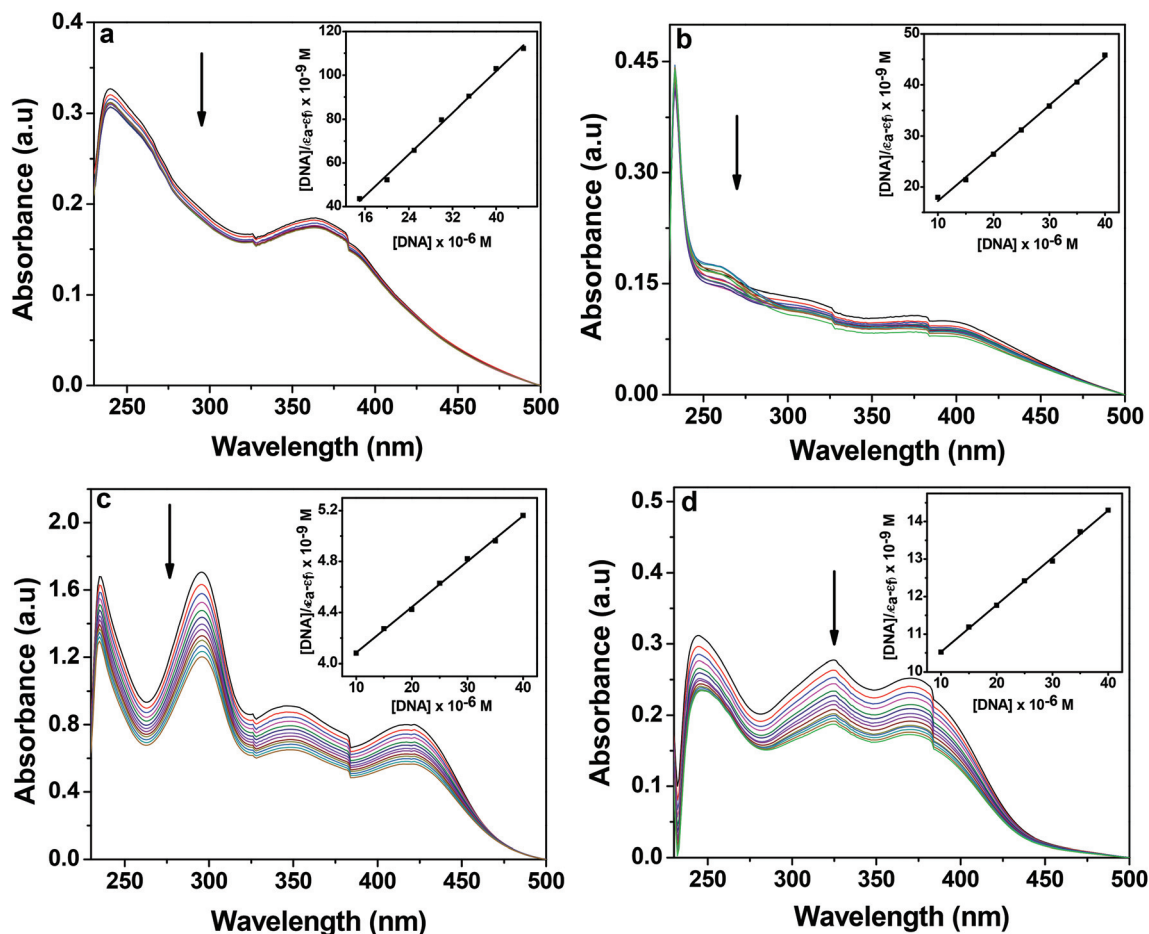 a
Absorbance (a.u)
0.4
0.3
0.2
0.1
0.0
250 300 350 400 450 500
Wavelength (nm)
[DNA]/(εa-εf) x 10-9 M
120
100
80
60
40
16 24 32 40
[DNA] x 10-6 M
b
Absorbance (a.u)
0.45
0.30
0.15
0.00
250 300 350 400 450 500
Wavelength (nm)
[DNA]/(εa-εf) x 10-9 M
50
40
30
20
10 20 30 40
[DNA] x 10-6 M
c
Absorbance (a.u)
2.0
1.6
1.2
0.8
0.4
0.0
250 300 350 400 450 500
Wavelength (nm)
[DNA]/(εa-εf) x 10-9 M
5.2
4.8
4.4
4.0
10 20 30 40
[DNA] x 10-6 M
d
Absorbance (a.u)
0.5
0.4
0.3
0.2
0.1
0.0
250 300 350 400 450 500
Wavelength (nm)
[DNA]/(εa-εf) x 10-9 M
14
13
12
11
10
10 20 30 40
[DNA] x 10-6 M